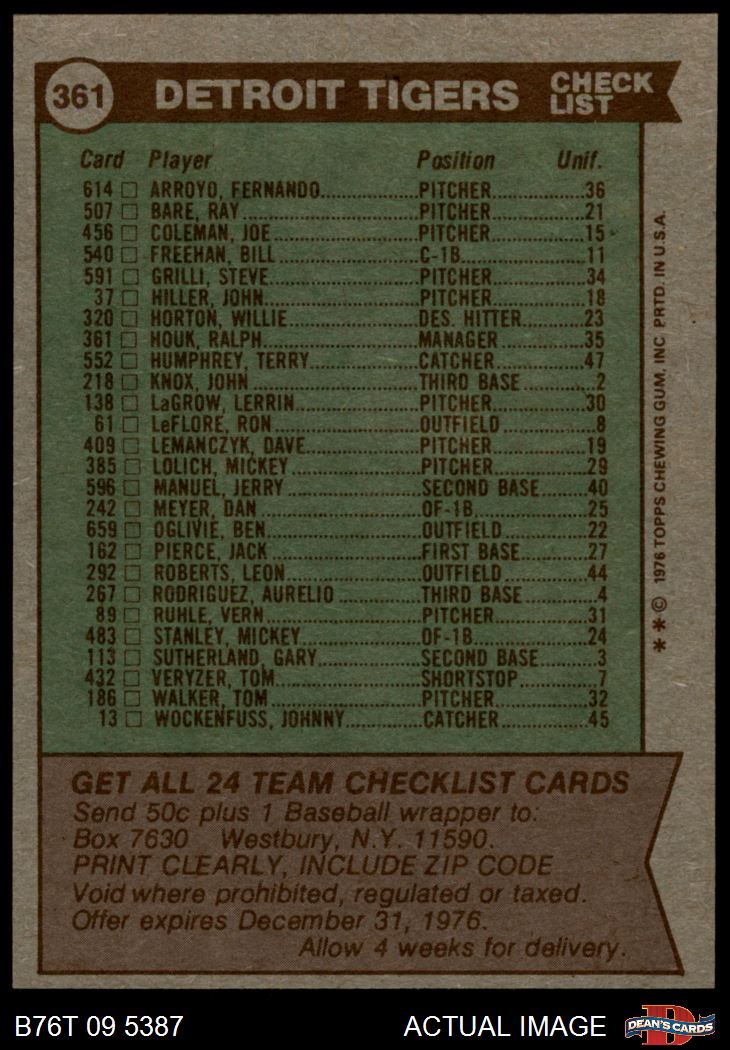 361 DETROIT TIGERS CHECK LIST
Card Player Position Unif.
614 □ ARROYO, FERNANDO PITCHER 36
507 □ BARE, RAY PITCHER 21
456 □ COLEMAN, JOE PITCHER 15
540 □ FREEHAN, BILL C-1B 11
591 □ GRILLI, STEVE PITCHER 34
37 □ HILLER, JOHN PITCHER 18
320 □ HORTON, WILLIE DES. HITTER 23
361 □ HOUK, RALPH MANAGER 35
552 □ HUMPHREY, TERRY CATCHER 47
218 □ KNOX, JOHN THIRD BASE 2
138 □ LaGROW, LERRIN PITCHER 30
61 □ LeFLORE, RON OUTFIELD 8
409 □ LEMANCZYK, DAVE PITCHER 19
385 □ LOLICH, MICKEY PITCHER 29
596 □ MANUEL, JERRY SECOND BASE 40
242 □ MEYER, DAN OF-1B 25
659 □ OGLIVIE, BEN OUTFIELD 22
162 □ PIERCE, JACK FIRST BASE 27
292 □ ROBERTS, LEON OUTFIELD 44
267 □ RODRIGUEZ, AURELIO THIRD BASE 4
89 □ RUHLE, VERN PITCHER 31
483 □ STANLEY, MICKEY OF-1B 24
113 □ SUTHERLAND, GARY SECOND BASE 3
432 □ VERYZER, TOM SHORTSTOP 7
186 □ WALKER, TOM PITCHER 32
13 □ WOCKENFUSS, JOHNNY CATCHER 45
**© 1976 TOPPS CHEWING GUM, INC. PRTD. IN U.S.A.
GET ALL 24 TEAM CHECKLIST CARDS
Send 50c plus 1 Baseball wrapper to:
Box 7630 Westbury, N.Y. 11590.
PRINT CLEARLY, INCLUDE ZIP CODE
Void where prohibited, regulated or taxed.
Offer expires December 31, 1976.
Allow 4 weeks for delivery.
B76T 09 5387 ACTUAL IMAGE DEAN'S CARDS